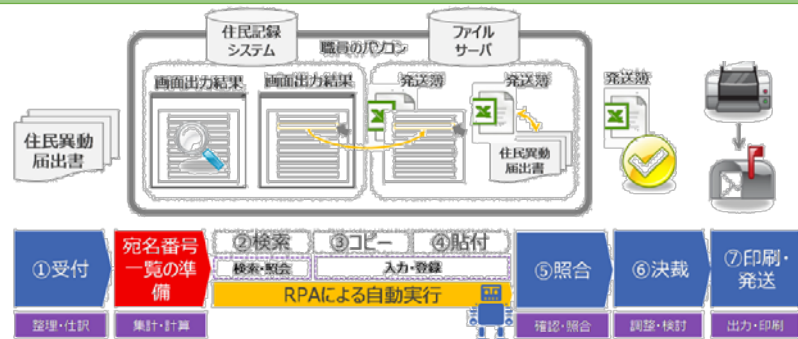 住民記録
システム
職員のパソコン
ファイル
サーバ
画面出力結果
画面出力結果
発送簿
発送簿
発送簿
住民異動
届出書
住民異動
届出書
①受付
宛名番号
一覧の準
備
②検索
③コピー
④貼付
検索・照会
入力・登録
RPAによる自動実行
⑤照合
⑥決裁
⑦印刷・
発送
整理・仕訳
集計・計算
確認・照合
調整・検討
出力・印刷